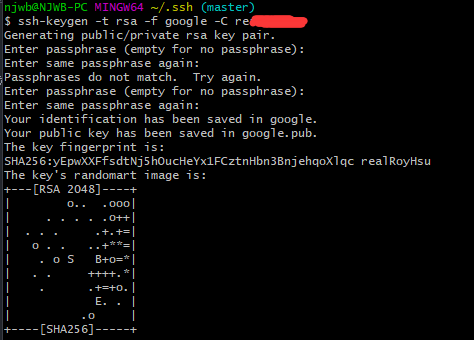 njwb@NJWB-PC MINGW64 ~/.ssh (master)
$ ssh-keygen -t rsa -f google -C re
Generating public/private rsa key pair.
Enter passphrase (empty for no passphrase):
Enter same passphrase again:
Passphrases do not match.  Try again.
Enter passphrase (empty for no passphrase):
Enter same passphrase again:
Your identification has been saved in google.
Your public key has been saved in google.pub.
The key fingerprint is:
SHA256:yEpwXXFfsdtNj5hOucHeYx1FCztnHbn3BnjehqoXlqc realRoyHsu
The key's randomart image is:
+---[RSA 2048]----+
|        o..  .ooo|
|     . . . . .o++|
|  . . .     .+.+=|
|   o . .   ..+**=|
|    . o S   B+o=*|
|   . .     ++++.*|
|    .      .+=+o.|
|            E. . |
|          .o     |
+----[SHA256]-----+